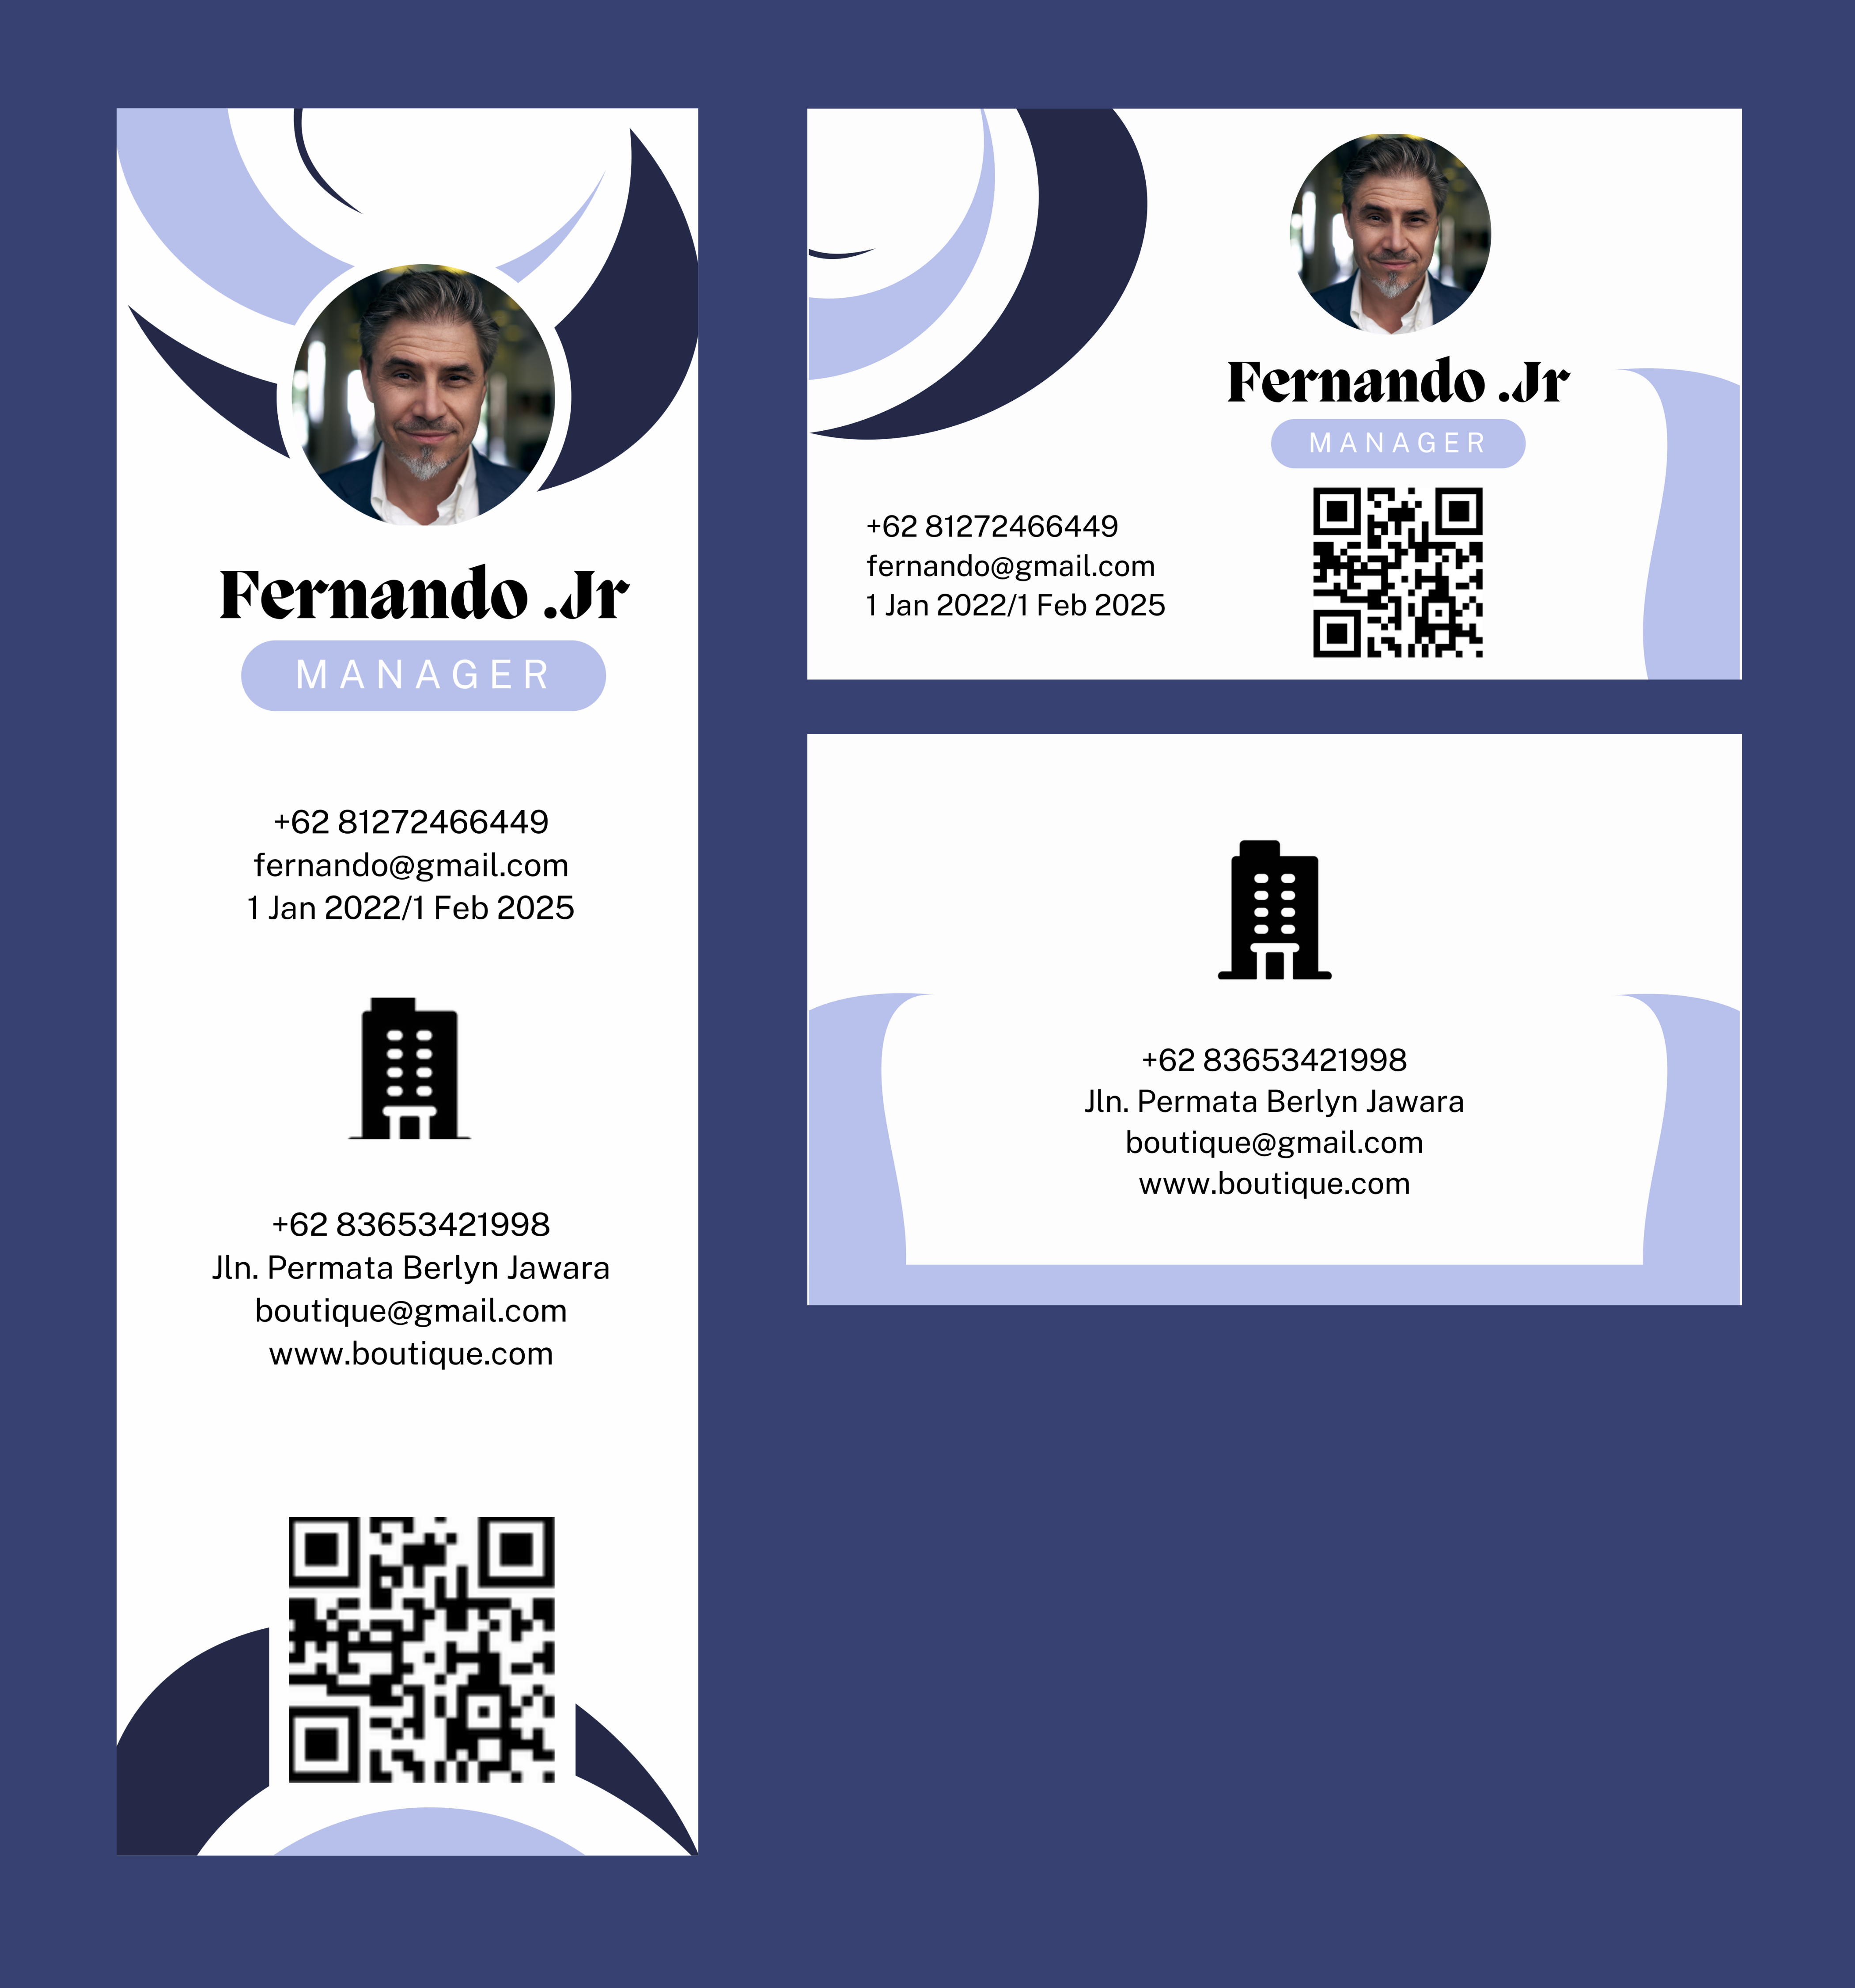 Fernando .Jr
MANAGER
+62 81272466449
fernando@gmail.com
1 Jan 2022/1 Feb 2025
+62 83653421998
Jln. Permata Berlyn Jawara
boutique@gmail.com
www.boutique.com
Fernando .Jr
MANAGER
+62 81272466449
fernando@gmail.com
1 Jan 2022/1 Feb 2025
+62 83653421998
Jln. Permata Berlyn Jawara
boutique@gmail.com
www.boutique.com